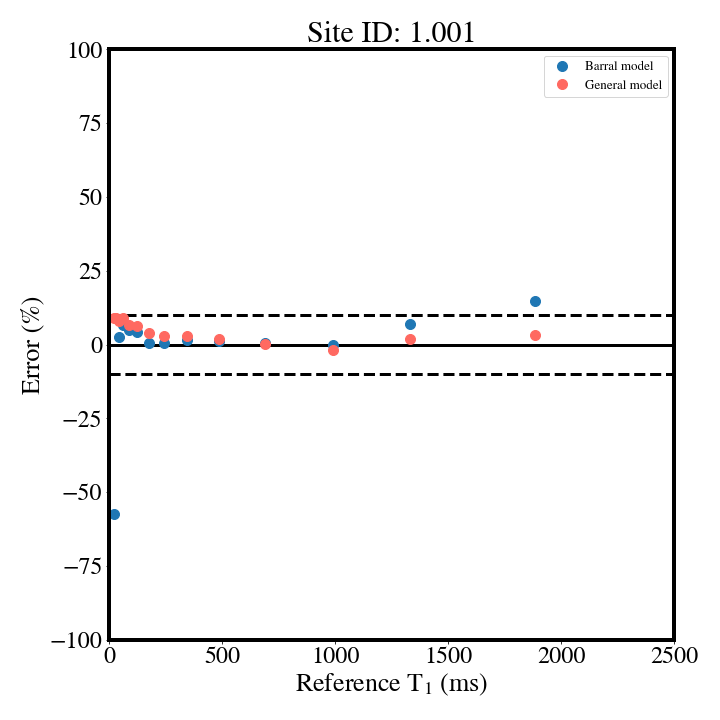 Site ID: 1.001
Barral model
General model
Error (%)
100
75
50
25
0
−25
−50
−75
−100
0 500 1000 1500 2000 2500
Reference T₁ (ms)